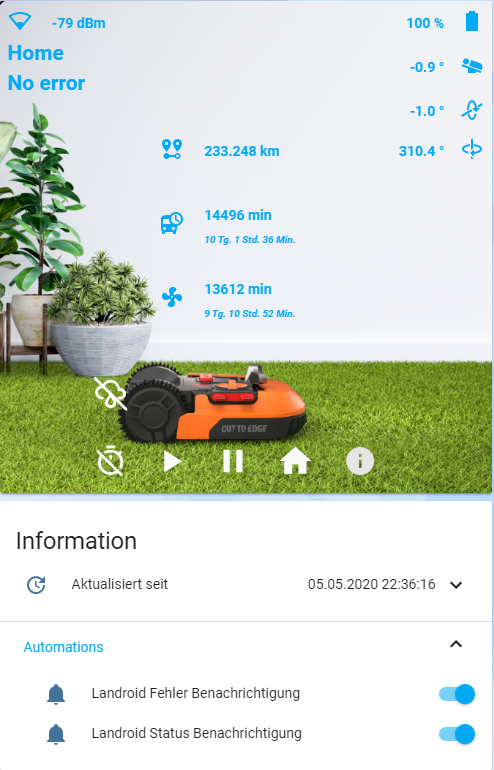 -79 dBm
100 %
Home
-0.9 °
No error
-1.0 °
233.248 km
310.4 °
14496 min
10 Tg. 1 Std. 36 Min.
13612 min
9 Tg. 10 Std. 52 Min.
CUT TO EDGE
Information
Aktualisiert seit
05.05.2020 22:36:16
Automations
Landroid Fehler Benachrichtigung
Landroid Status Benachrichtigung